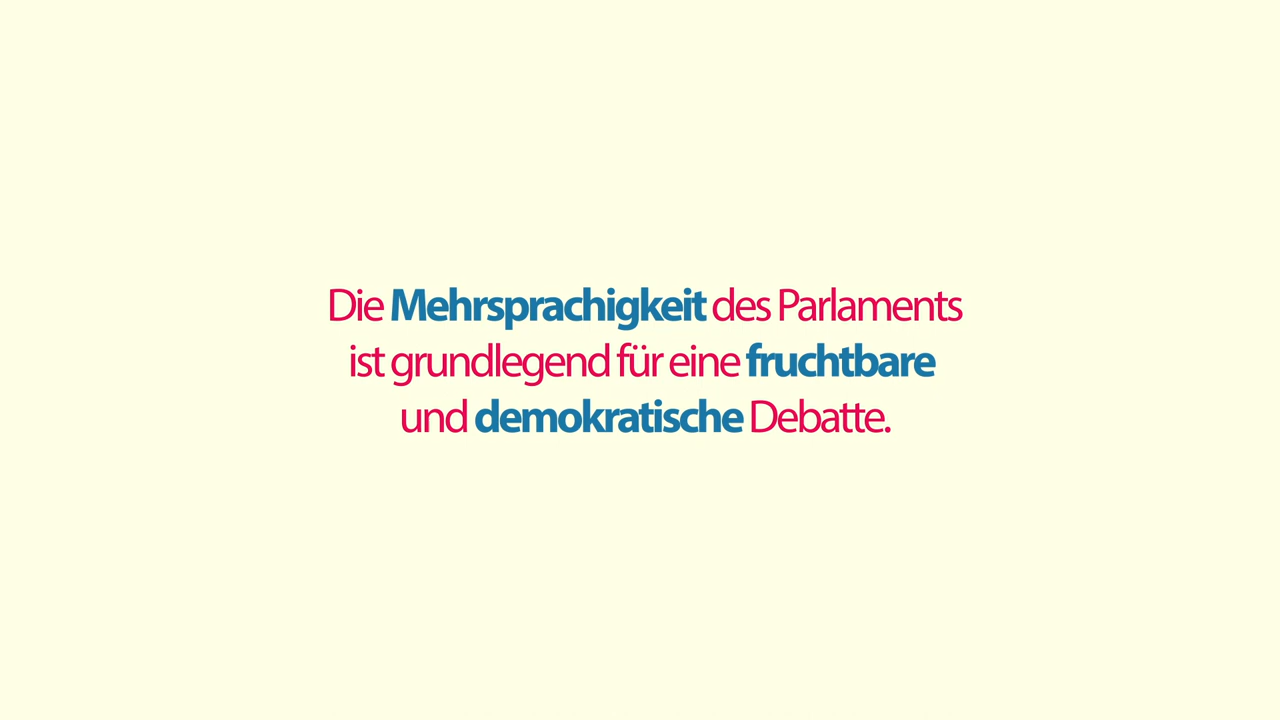 Die Mehrsprachigkeit des Parlaments
ist grundlegend für eine fruchtbare
und demokratische Debatte.